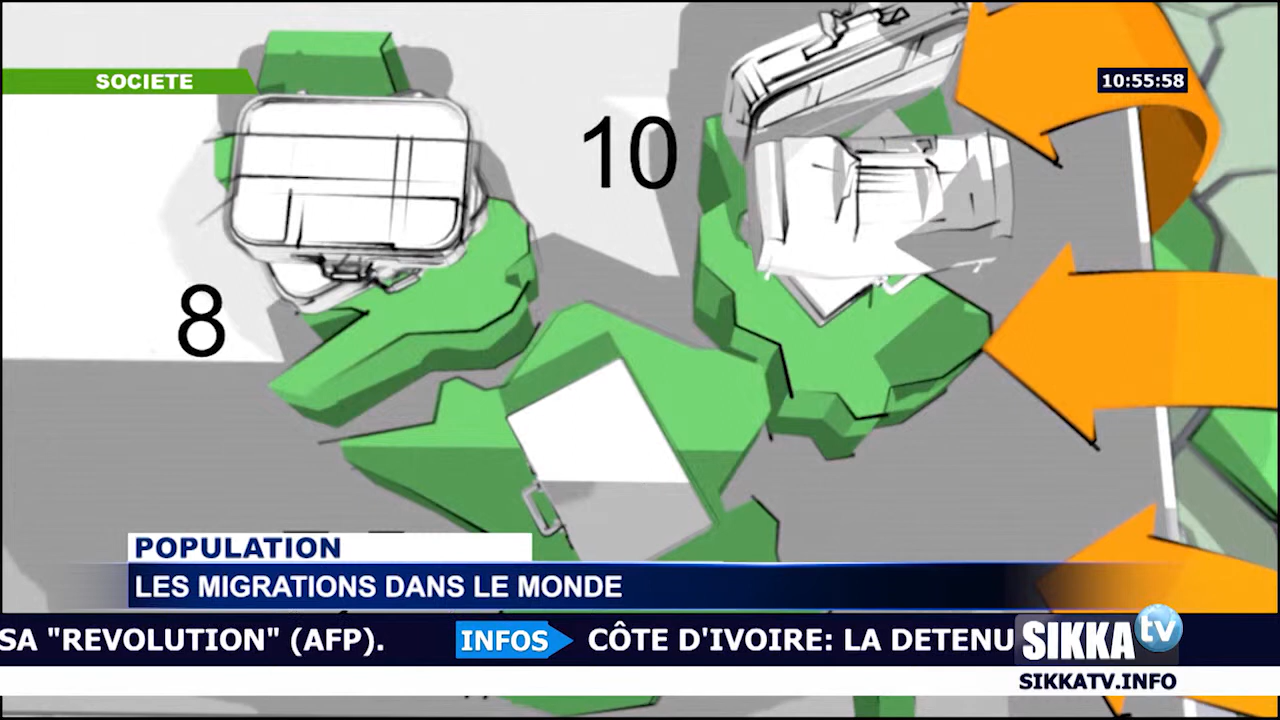 SOCIETE
10:55:58
10
8
POPULATION
LES MIGRATIONS DANS LE MONDE
SA "REVOLUTION" (AFP). INFOS CÔTE D'IVOIRE: LA DETENU
SIKKA tv
SIKKATV.INFO